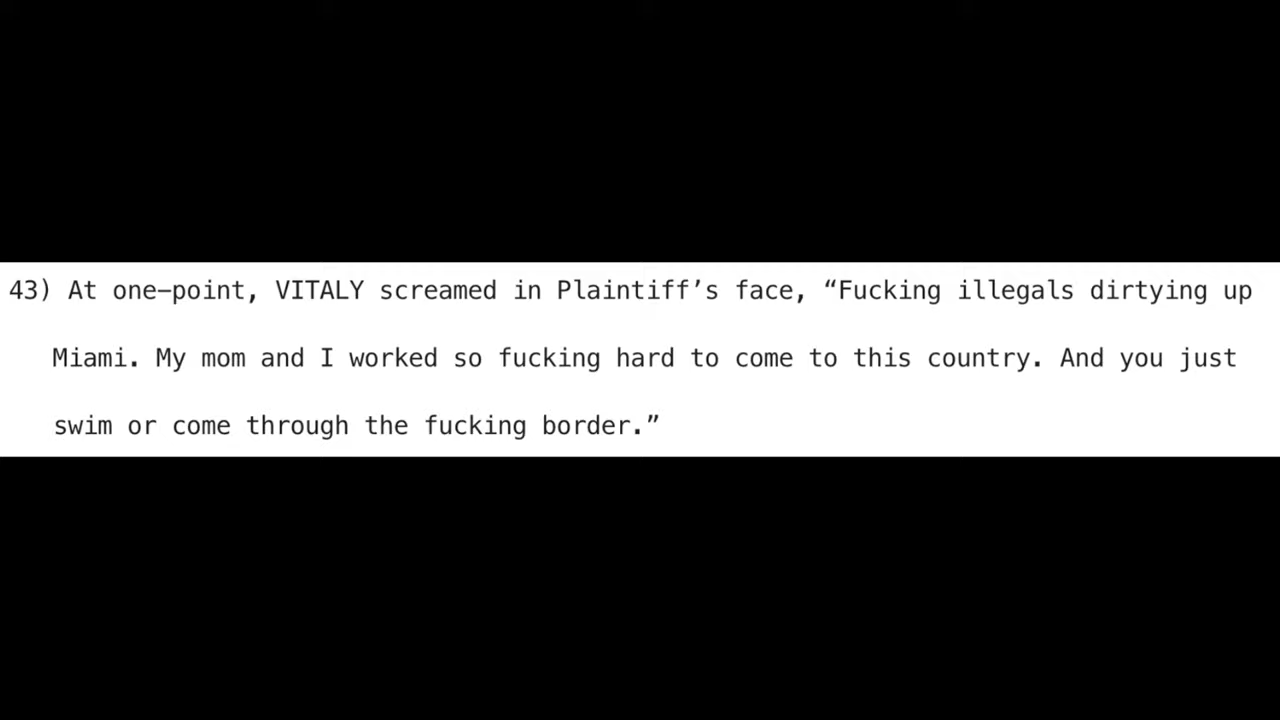 43) At one-point, VITALY screamed in Plaintiff’s face, “Fucking illegals dirtying up
Miami. My mom and I worked so fucking hard to come to this country. And you just
swim or come through the fucking border.”